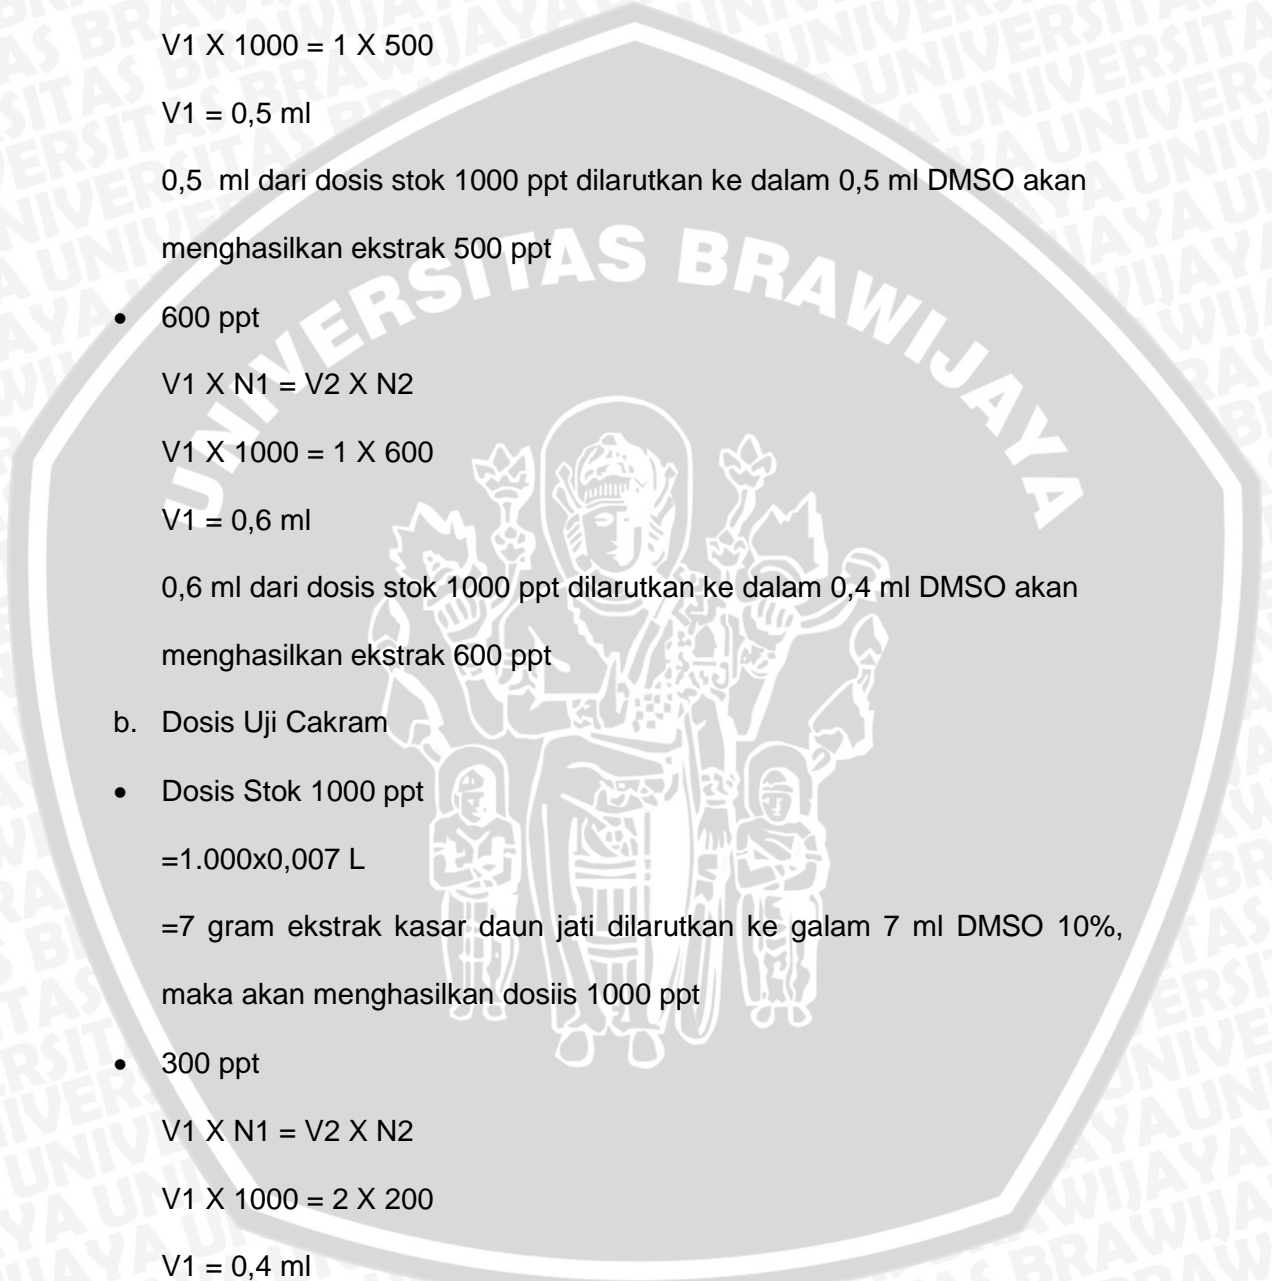 V1 X 1000 = 1 X 500
V1 = 0,5 ml
0,5 ml dari dosis stok 1000 ppt dilarutkan ke dalam 0,5 ml DMSO akan
menghasilkan ekstrak 500 ppt
• 600 ppt
V1 X N1 = V2 X N2
V1 X 1000 = 1 X 600
V1 = 0,6 ml
0,6 ml dari dosis stok 1000 ppt dilarutkan ke dalam 0,4 ml DMSO akan
menghasilkan ekstrak 600 ppt
b. Dosis Uji Cakram
• Dosis Stok 1000 ppt
=1.000x0,007 L
=7 gram ekstrak kasar daun jati dilarutkan ke galam 7 ml DMSO 10%,
maka akan menghasilkan dosiis 1000 ppt
• 300 ppt
V1 X N1 = V2 X N2
V1 X 1000 = 2 X 200
V1 = 0,4 ml
UNIVERSITAS BRAWIJAYA